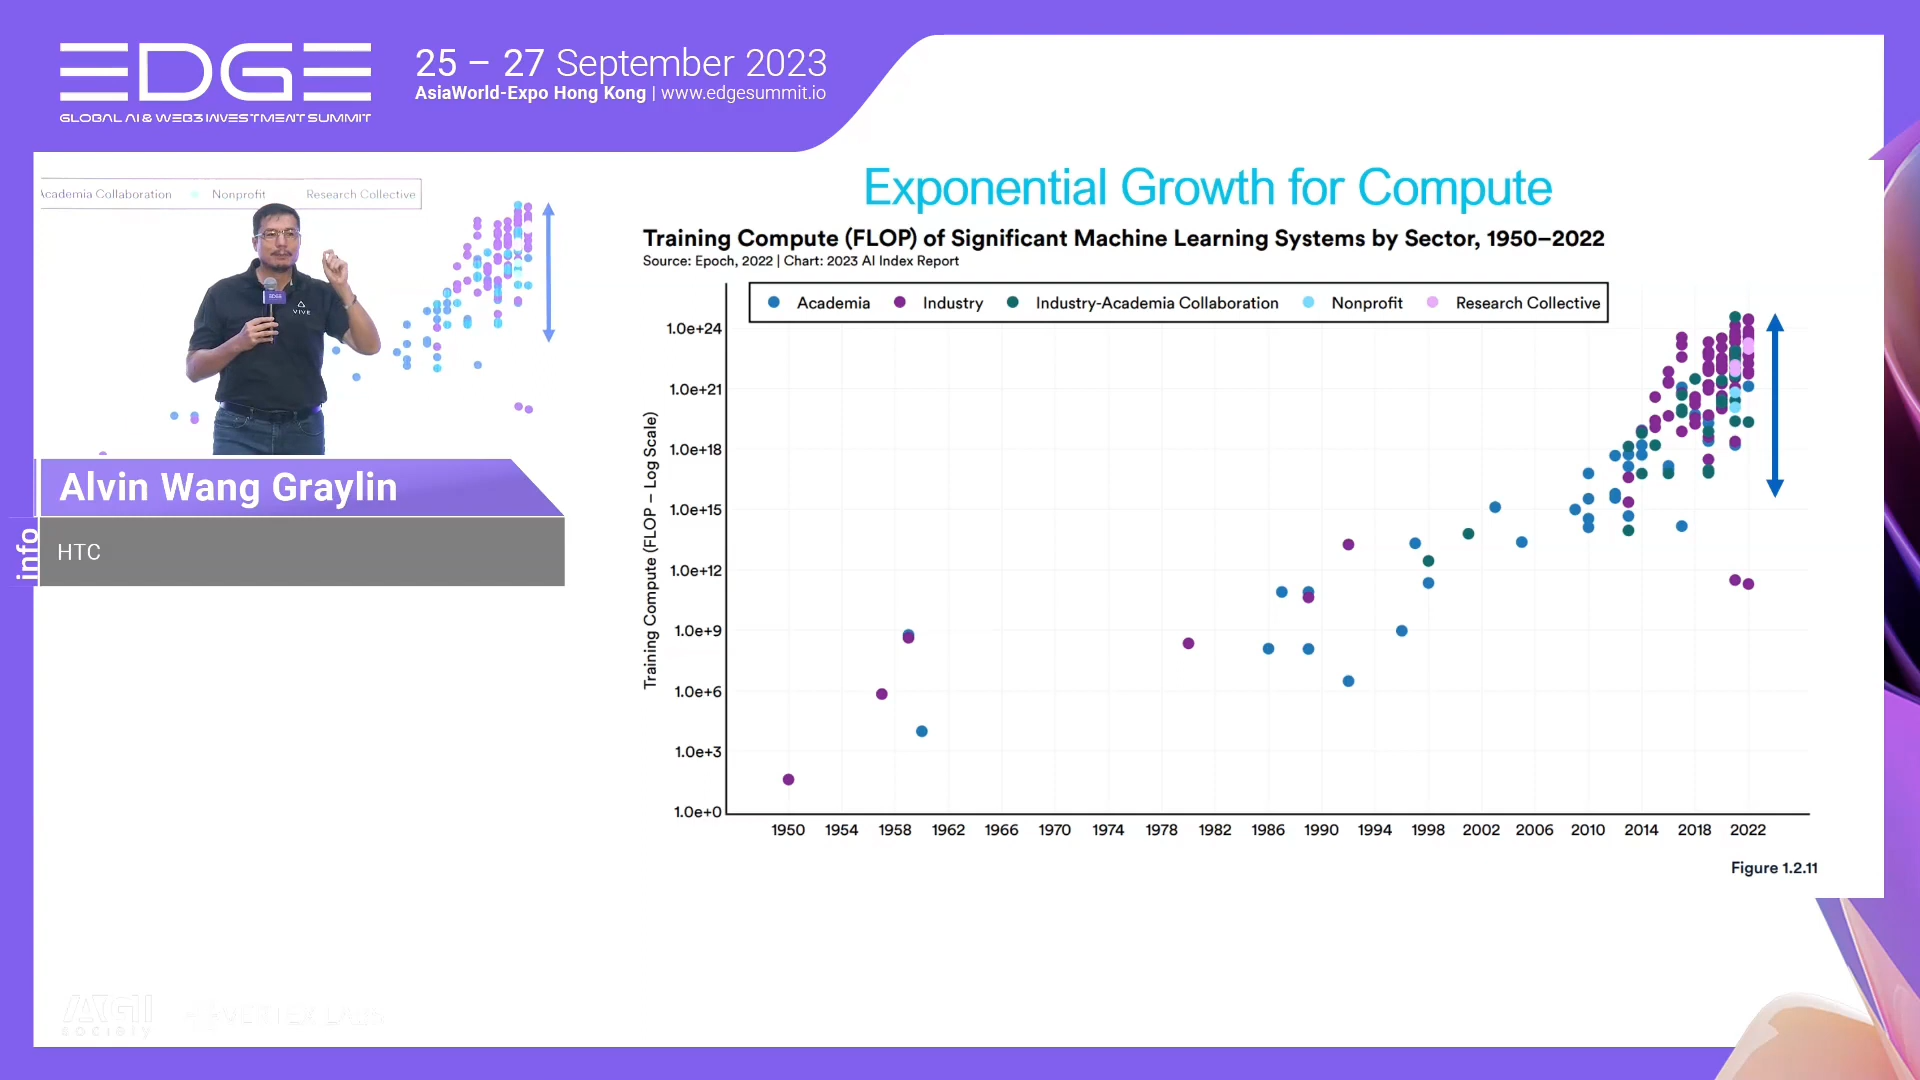 EDGE
GLOBAL AI & WEB3 INVESTMENT SUMMIT
25 – 27 September 2023
AsiaWorld-Expo Hong Kong | www.edgesummit.io
Academia Collaboration Nonprofit Research Collective
EDGE
VIVE
Alvin Wang Graylin
info
HTC
Exponential Growth for Compute
Training Compute (FLOP) of Significant Machine Learning Systems by Sector, 1950–2022
Source: Epoch, 2022 | Chart: 2023 AI Index Report
Academia Industry Industry-Academia Collaboration Nonprofit Research Collective
Training Compute (FLOP – Log Scale)
1.0e+24
1.0e+21
1.0e+18
1.0e+15
1.0e+12
1.0e+9
1.0e+6
1.0e+3
1.0e+0
1950 1954 1958 1962 1966 1970 1974 1978 1982 1986 1990 1994 1998 2002 2006 2010 2014 2018 2022
Figure 1.2.11
AGI
SOCIETY
VERTEX LABS